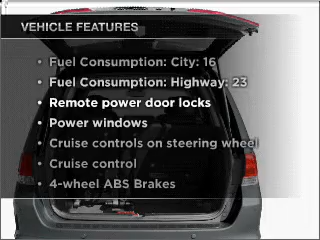 VEHICLE FEATURES
• Fuel Consumption: City: 16
• Fuel Consumption: Highway: 23
• Remote power door locks
• Power windows
• Cruise controls on steering wheel
• Cruise control
• 4-wheel ABS Brakes